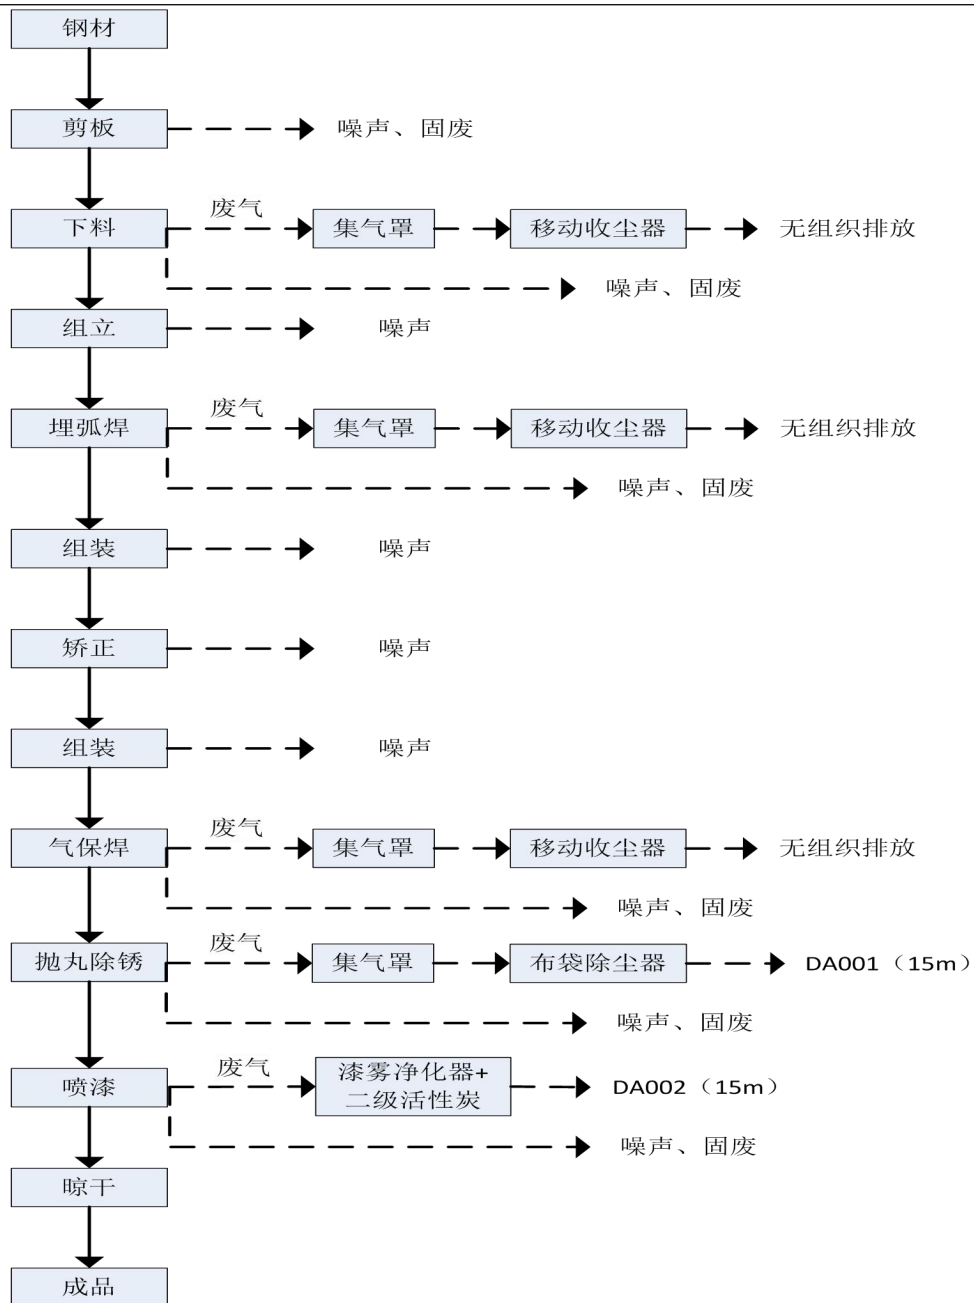 钢材
剪板
噪声、固废
下料
废气
集气罩
移动收尘器
无组织排放
噪声、固废
组立
噪声
埋弧焊
废气
集气罩
移动收尘器
无组织排放
噪声、固废
组装
噪声
矫正
噪声
组装
噪声
气保焊
废气
集气罩
移动收尘器
无组织排放
噪声、固废
抛丸除锈
废气
集气罩
布袋除尘器
DA001（15m）
噪声、固废
喷漆
废气
漆雾净化器+
二级活性炭
DA002（15m）
噪声、固废
晾干
成品